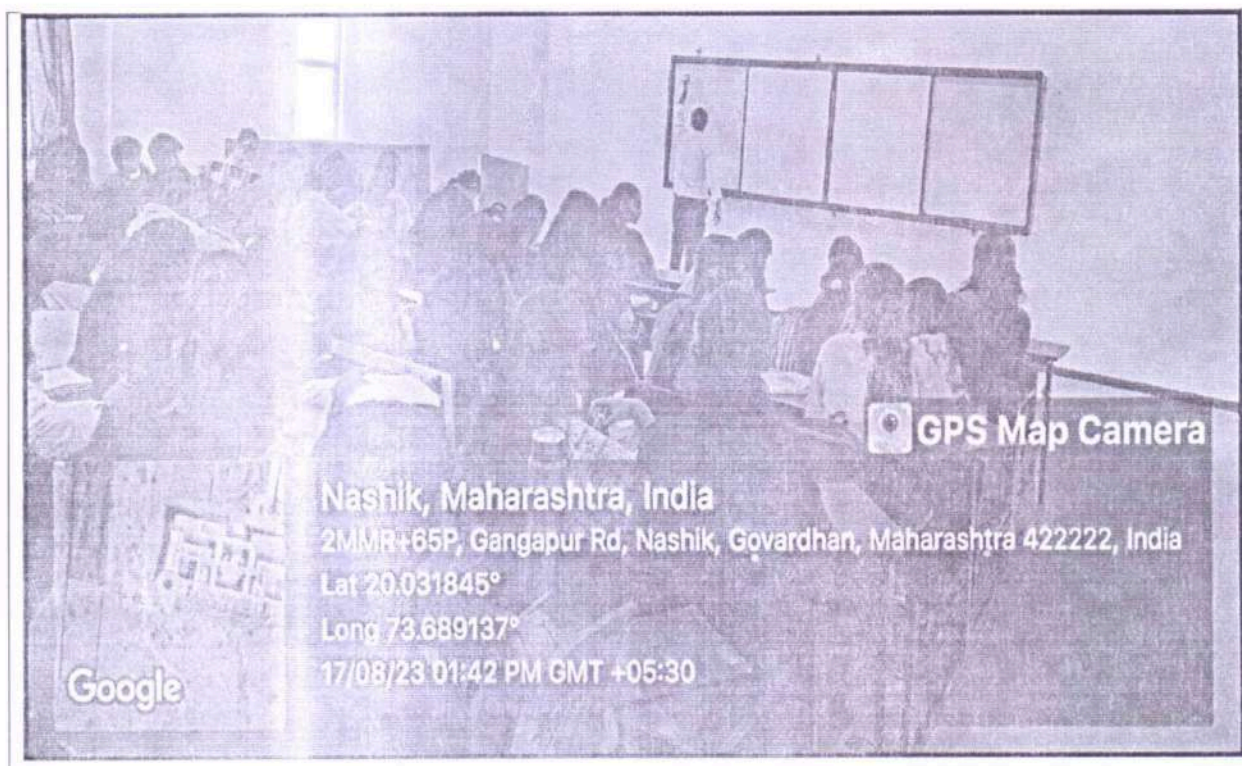 GPS Map Camera
Nashik, Maharashtra, India
2MMR+65P, Gangapur Rd, Nashik, Govardhan, Maharashtra 422222, India
Lat 20.031845°
Long 73.689137°
17/08/23 01:42 PM GMT +05:30
Google